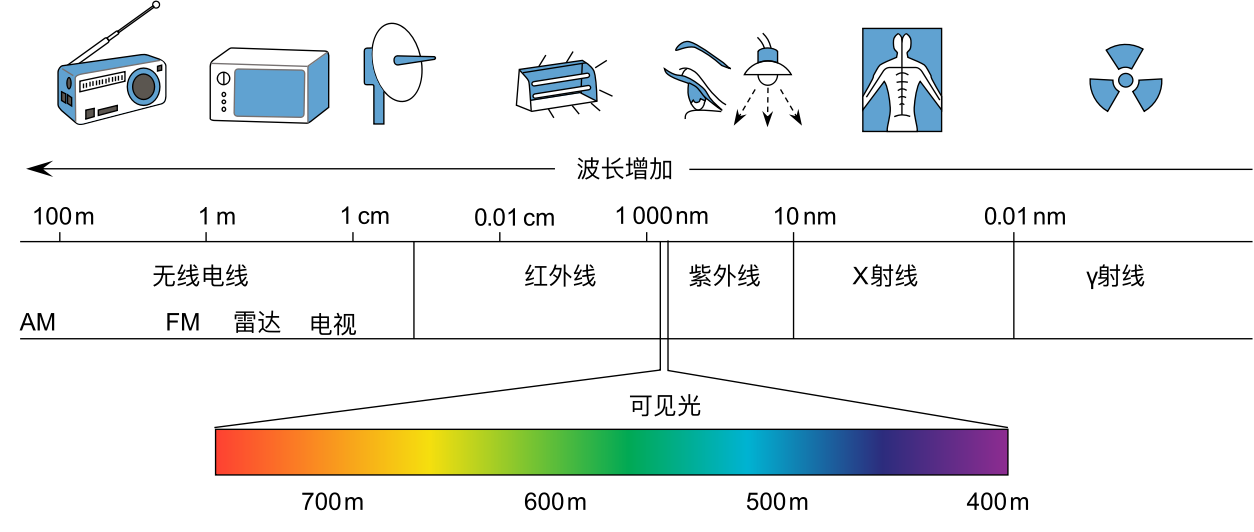 波长增加
100 m 1 m 1 cm 0.01 cm 1 000 nm 10 nm 0.01 nm
无线电线 红外线 紫外线 X射线 γ射线
AM FM 雷达 电视
可见光
700 m 600 m 500 m 400 m